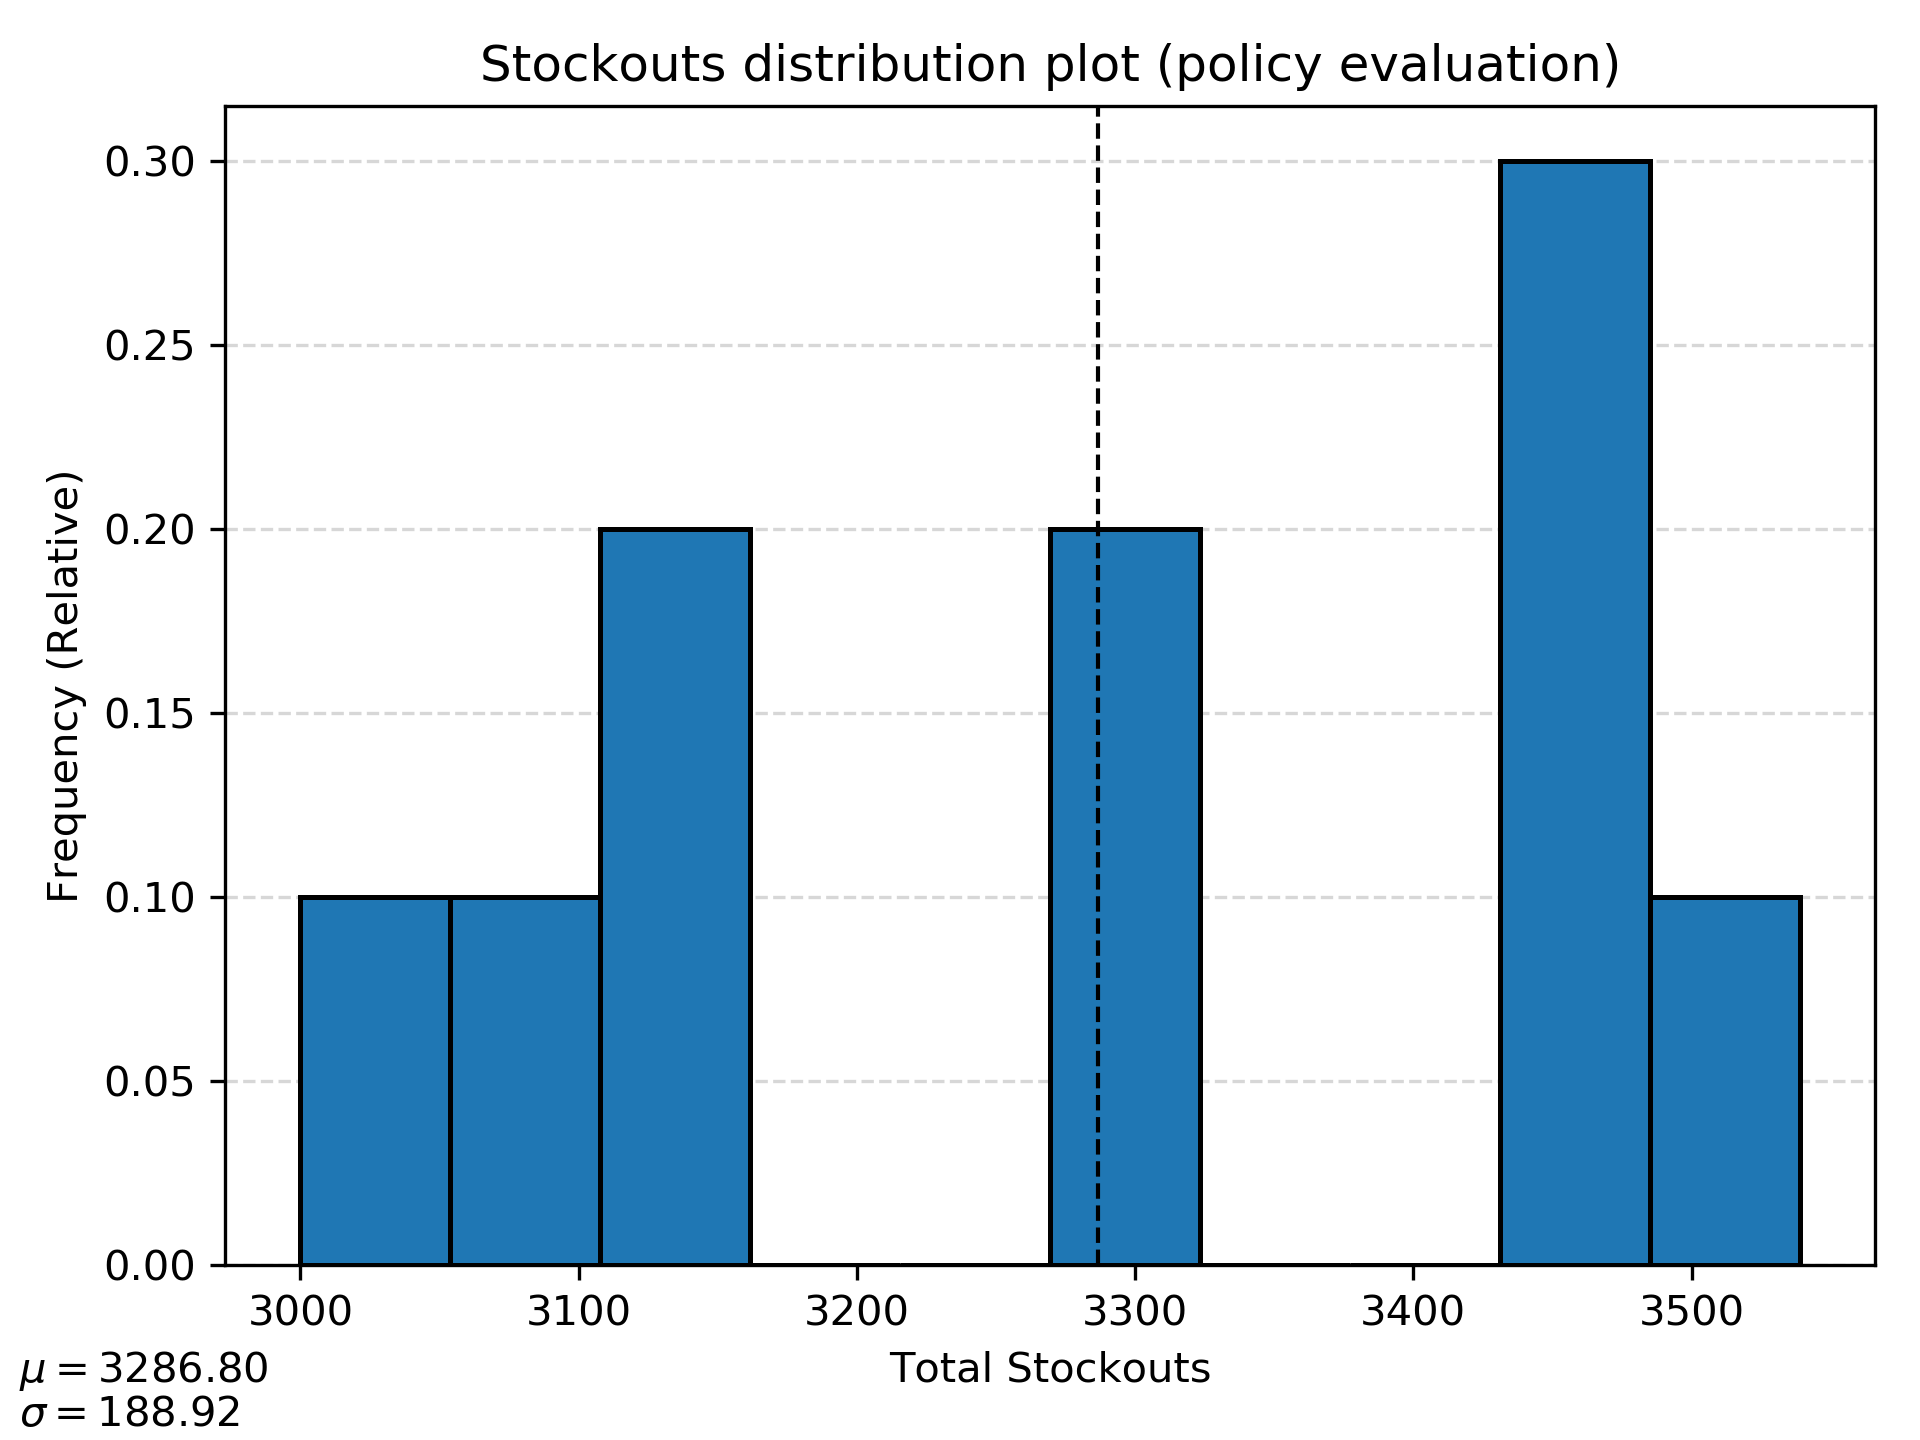 Stockouts distribution plot (policy evaluation)
Frequency (Relative)
0.30
0.25
0.20
0.15
0.10
0.05
0.00
3000 3100 3200 3300 3400 3500
Total Stockouts
μ = 3286.80
σ = 188.92